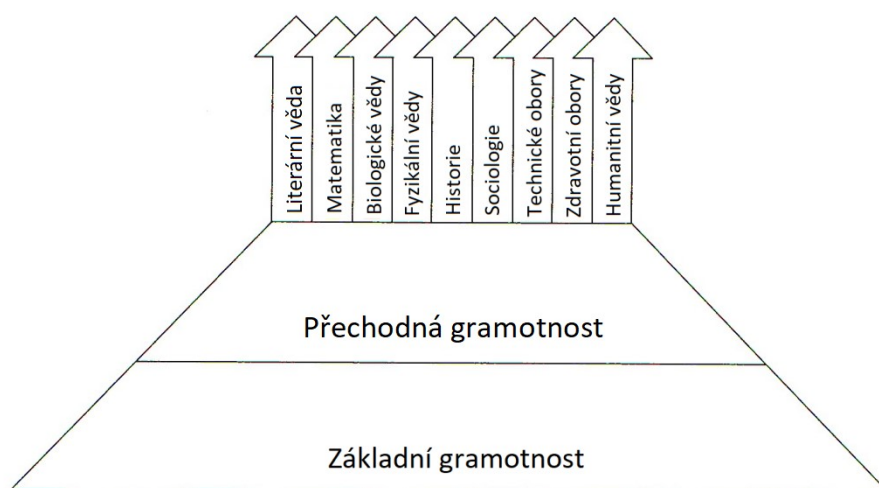 Literární věda
Matematika
Biologické vědy
Fyzikální vědy
Historie
Sociologie
Technické obory
Zdravotní obory
Humanitní vědy
Přechodná gramotnost
Základní gramotnost